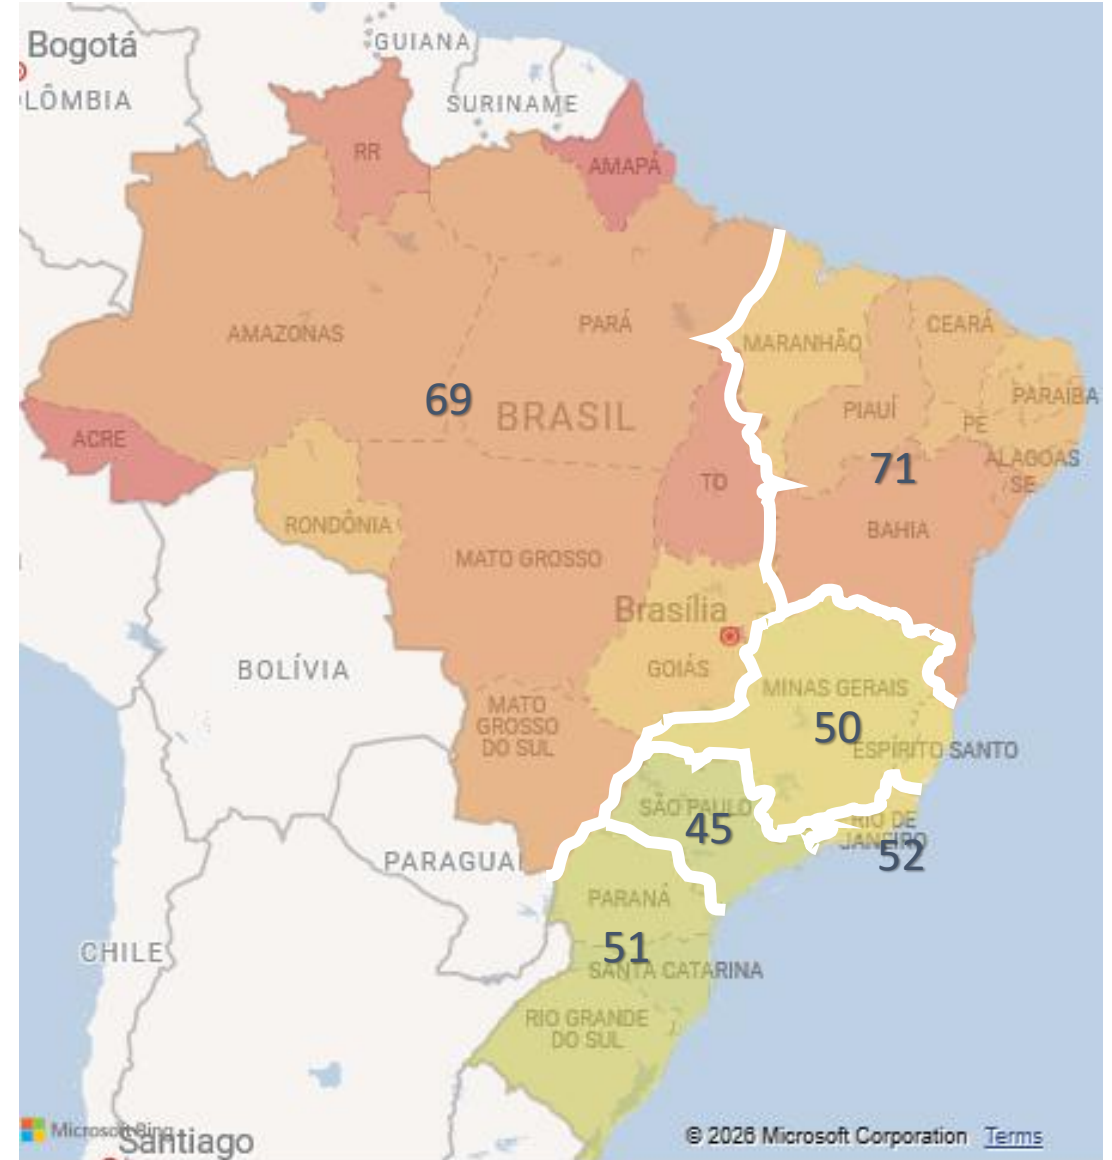 Bogotá
GUIANA
LÔMBIA
SURINAME
RR
AMAPÁ
AMAZONAS
PARÁ
MARANHÃO
CEARÁ
69
BRASIL
PARAÍBA
PIAUÍ
PE
ACRE
71
ALAGOAS
TO
SE
RONDÔNIA
BAHIA
MATO GROSSO
Brasília
BOLÍVIA
GOIÁS
MINAS GERAIS
MATO
GROSSO
DO SUL
50
ESPÍRITO SANTO
SÃO PAULO
45
RIO DE
JANEIRO
52
PARAGUAI
PARANÁ
CHILE
51
SANTA CATARINA
RIO GRANDE
DO SUL
Microsoft Bing
Santiago
© 2026 Microsoft Corporation Terms